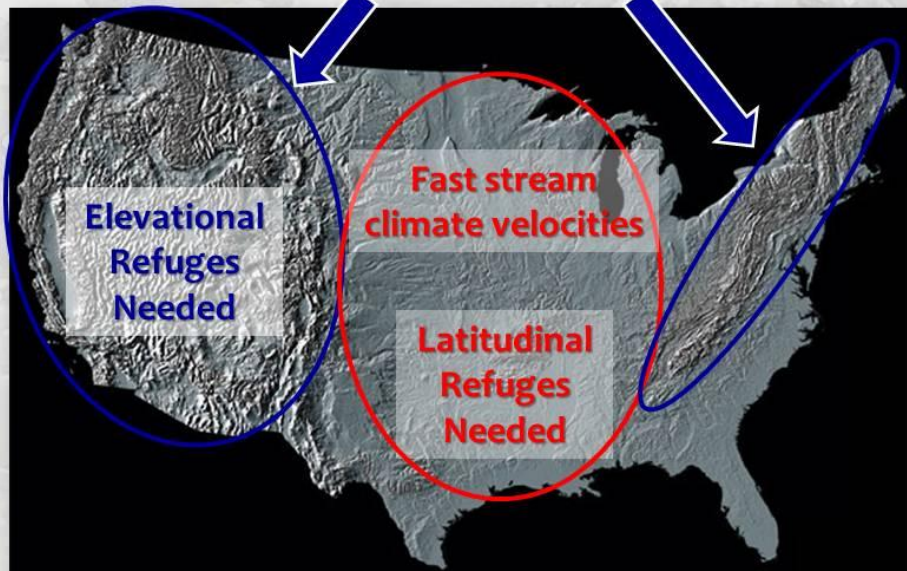 Elevational
Refuges
Needed
Fast stream
climate velocities
Latitudinal
Refuges
Needed